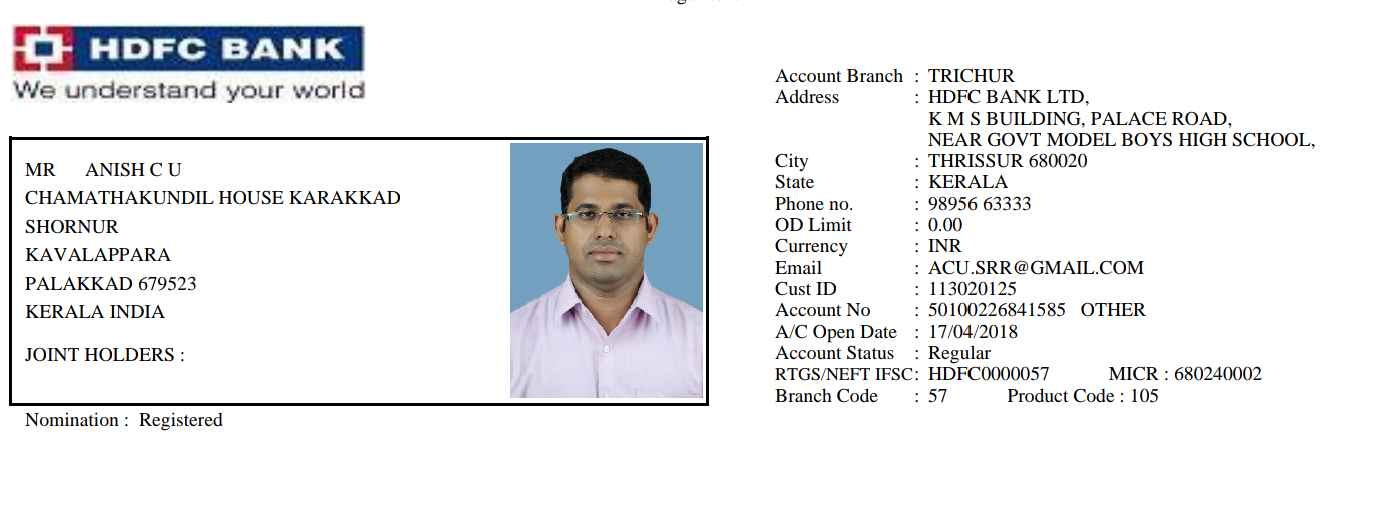 HDFC BANK
We understand your world
MR ANISH C U
CHAMATHAKUNDIL HOUSE KARAKKAD
SHORNUR
KAVALAPPARA
PALAKKAD 679523
KERALA INDIA
JOINT HOLDERS :
Nomination : Registered
Account Branch : TRICHUR
Address : HDFC BANK LTD,
K M S BUILDING, PALACE ROAD,
NEAR GOVT MODEL BOYS HIGH SCHOOL,
City : THRISSUR 680020
State : KERALA
Phone no. : 98956 63333
OD Limit : 0.00
Currency : INR
Email : ACU.SRR@GMAIL.COM
Cust ID : 113020125
Account No : 50100226841585 OTHER
A/C Open Date : 17/04/2018
Account Status : Regular
RTGS/NEFT IFSC: HDFC0000057 MICR : 680240002
Branch Code : 57 Product Code : 105